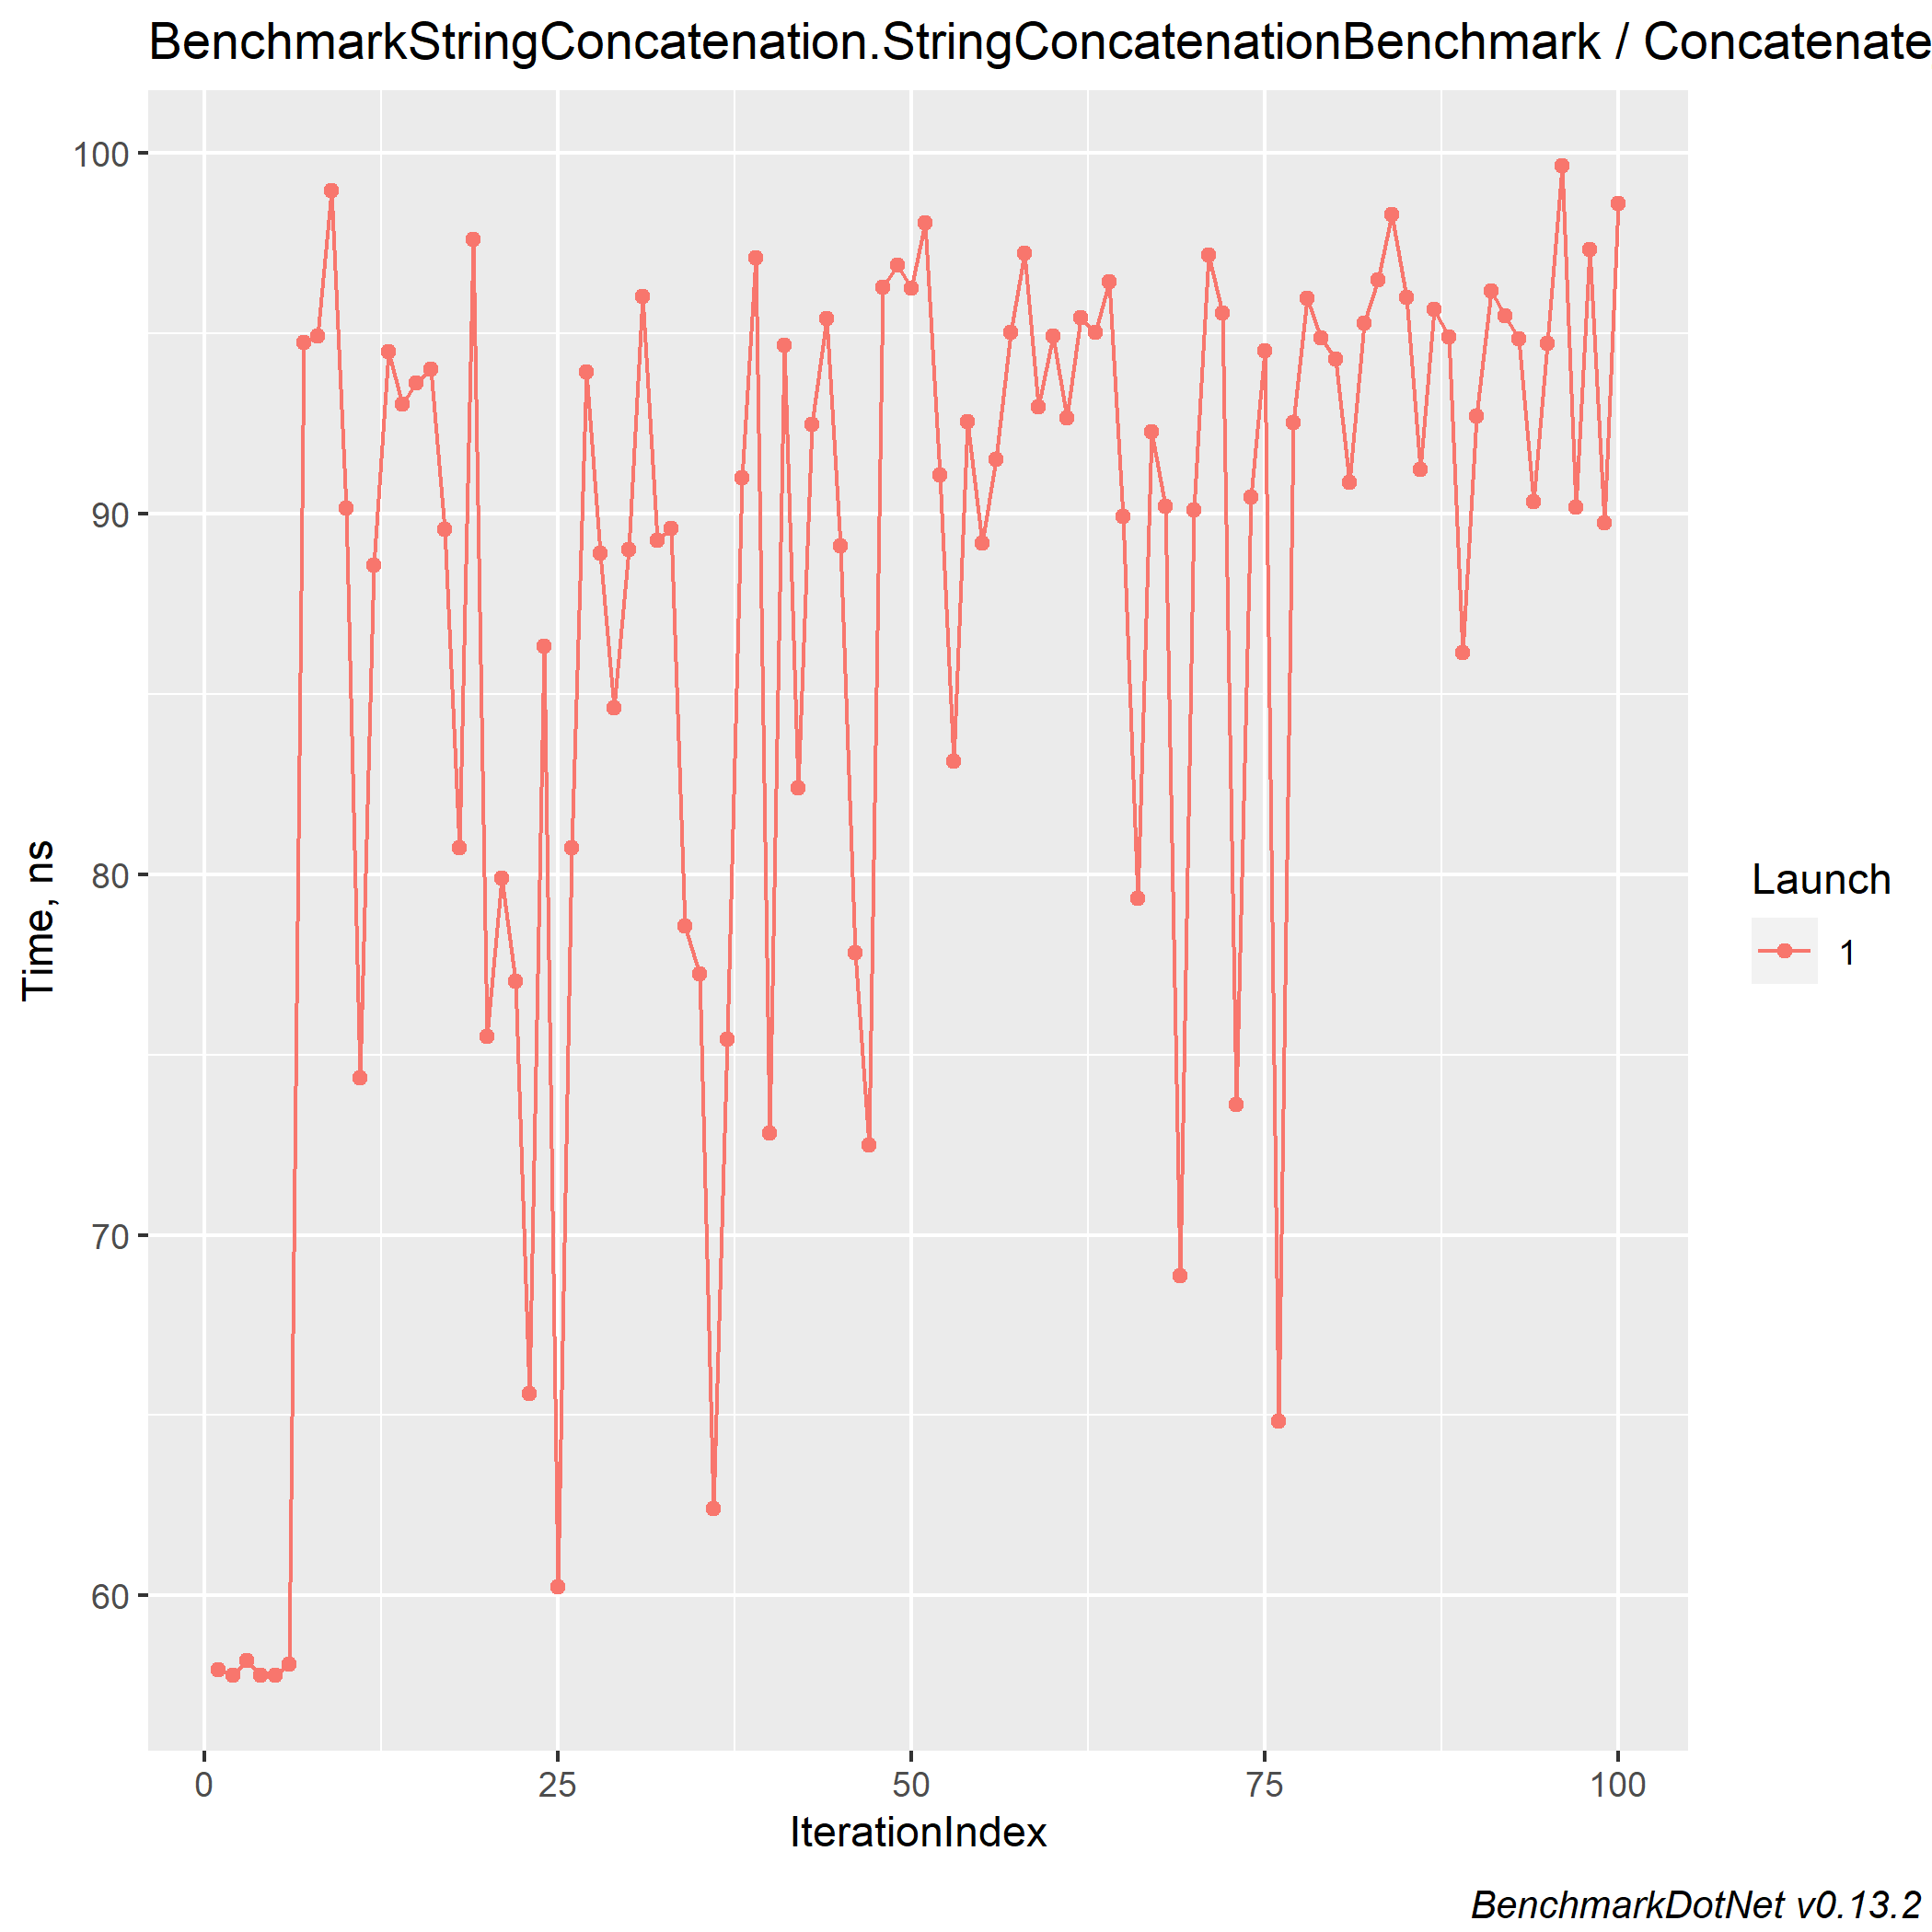 BenchmarkStringConcatenation.StringConcatenationBenchmark / Concatenate
100
90
80
70
60
Time, ns
0 25 50 75 100
IterationIndex
Launch
1
BenchmarkDotNet v0.13.2